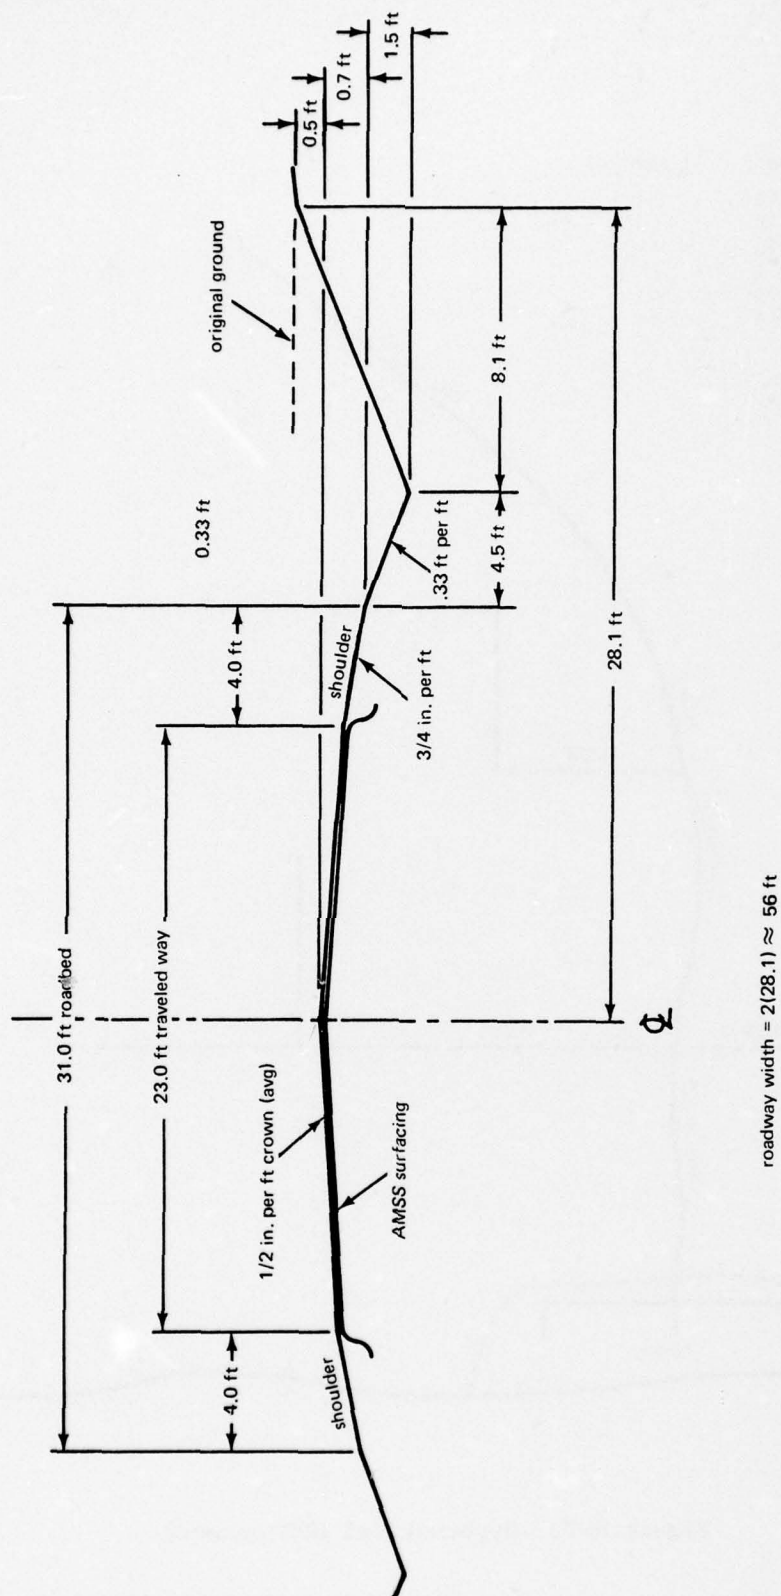 31.0 ft roadbed
23.0 ft traveled way
4.0 ft
4.0 ft
0.33 ft
original ground
0.5 ft
0.7 ft
1.5 ft
1/2 in. per ft crown (avg)
AMSS surfacing
shoulder
shoulder
3/4 in. per ft
.33 ft per ft
4.5 ft
8.1 ft
28.1 ft
℄
roadway width = 2(28.1) ≈ 56 ft